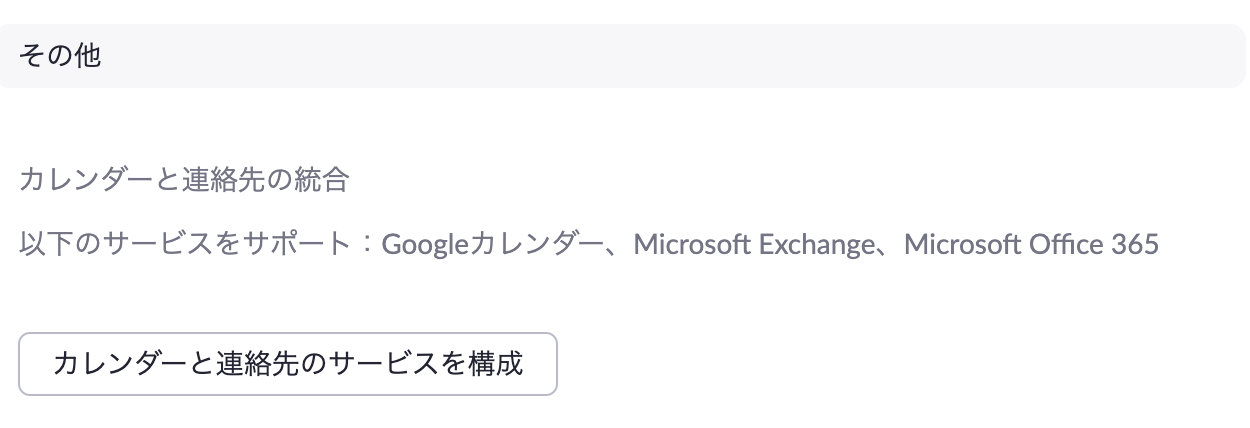 その他
カレンダーと連絡先の統合
以下のサービスをサポート：Googleカレンダー、Microsoft Exchange、Microsoft Office 365
カレンダーと連絡先のサービスを構成